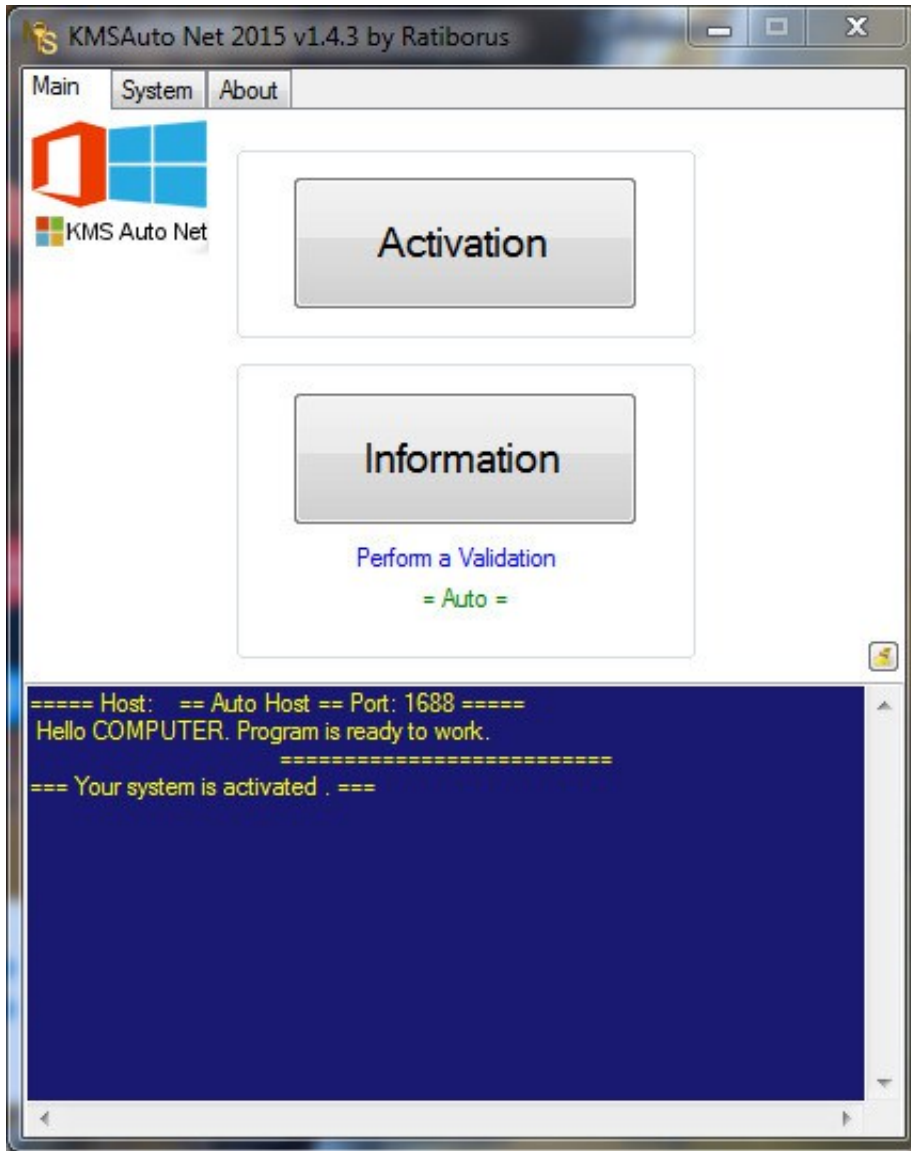 KMSAuto Net 2015 v1.4.3 by Ratiborus
Main System About
KMS Auto Net
Activation
Information
Perform a Validation
= Auto =
===== Host: == Auto Host == Port: 1688 =====
Hello COMPUTER. Program is ready to work.
==========================
=== Your system is activated . ===